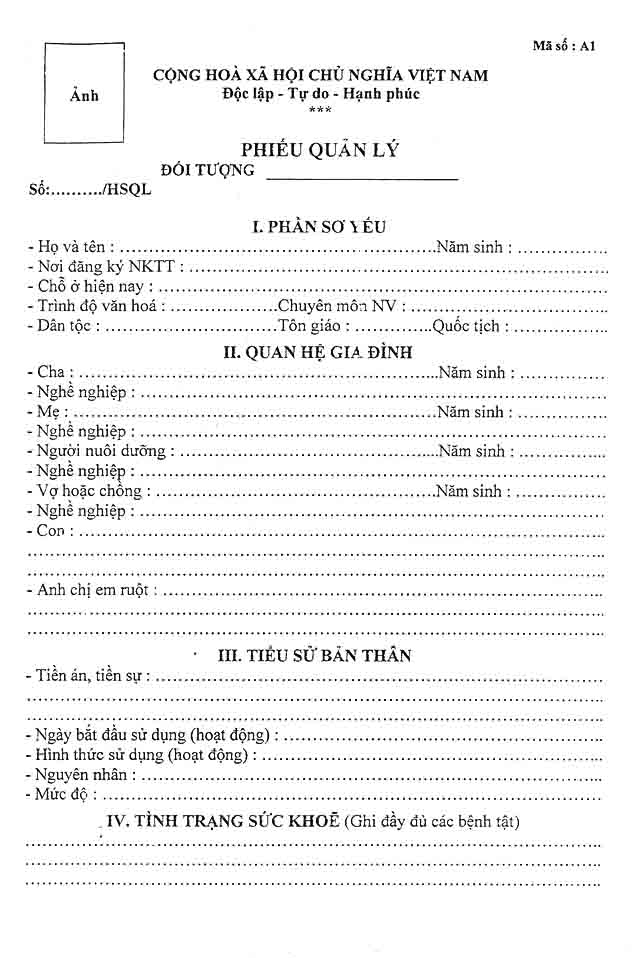 Mã số : A1
Ảnh
CỘNG HOÀ XÃ HỘI CHỦ NGHĨA VIỆT NAM
Độc lập - Tự do - Hạnh phúc
***
PHIẾU QUẢN LÝ
ĐỐI TƯỢNG ____________________
Số:........../HSQL
I. PHẦN SƠ YẾU
- Họ và tên : ..........................................................Năm sinh : ................
- Nơi đăng ký NKTT : ................................................................................
- Chỗ ở hiện nay : ................................................................................
- Trình độ văn hoá : ....................Chuyên môn NV : ....................................
- Dân tộc : ..............................Tôn giáo : ....................Quốc tịch : ....................
II. QUAN HỆ GIA ĐÌNH
- Cha : ..........................................................Năm sinh : ................
- Nghề nghiệp : ................................................................................
- Mẹ : ..........................................................Năm sinh : ................
- Nghề nghiệp : ................................................................................
- Người nuôi dưỡng : ..........................................Năm sinh : ................
- Nghề nghiệp : ................................................................................
- Vợ hoặc chồng : ..........................................Năm sinh : ................
- Nghề nghiệp : ................................................................................
- Con : ................................................................................
................................................................................
................................................................................
- Anh chị em ruột : ................................................................................
................................................................................
................................................................................
III. TIỂU SỬ BẢN THÂN
- Tiền án, tiền sự : ................................................................................
................................................................................
................................................................................
- Ngày bắt đầu sử dụng (hoạt động) : ............................................................
- Hình thức sử dụng (hoạt động) : ............................................................
- Nguyên nhân : ................................................................................
- Mức độ : ................................................................................
IV. TÌNH TRẠNG SỨC KHOẺ (Ghi đầy đủ các bệnh tật)
................................................................................
................................................................................
................................................................................